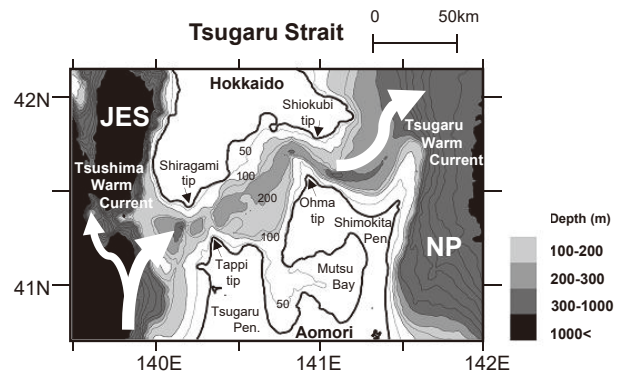 Tsugaru Strait
0 50km
Hokkaido
42N
JES
Shiokubi
tip
Tsugaru
Warm
Current
50
Shiragami
tip
Tsushima
Warm
Current
100
200
Ohma
tip
Shimokita
Pen.
100
NP
Tappi
tip
Mutsu
Bay
41N
50
Tsugaru
Pen.
Aomori
140E 141E 142E
Depth (m)
100-200
200-300
300-1000
1000<